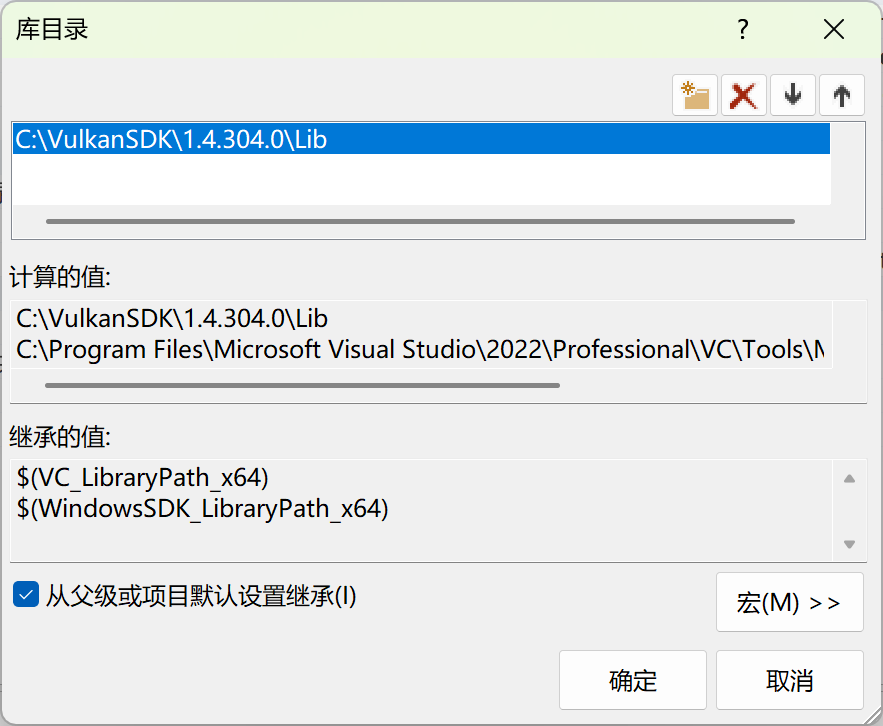 库目录
?
C:\VulkanSDK\1.4.304.0\Lib
计算的值:
C:\VulkanSDK\1.4.304.0\Lib
C:\Program Files\Microsoft Visual Studio\2022\Professional\VC\Tools\
继承的值:
$(VC_LibraryPath_x64)
$(WindowsSDK_LibraryPath_x64)
从父级或项目默认设置继承(I)
宏(M) >>
确定
取消